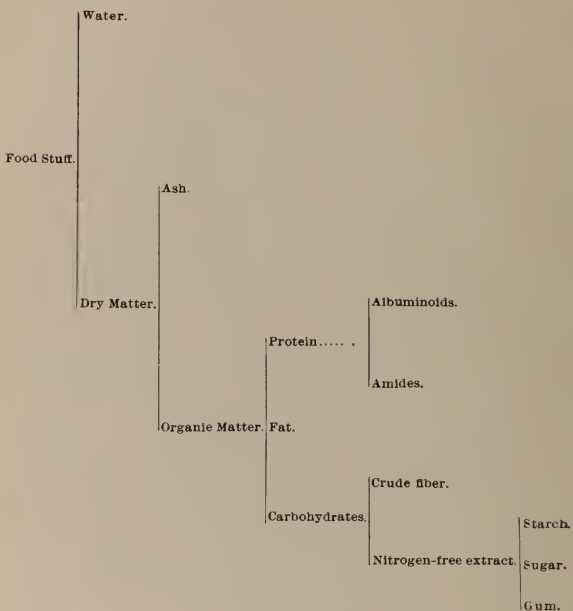 Water.
Food Stuff.
Ash.
Dry Matter.
Albuminoids.
Protein..... .
Amides.
Organic Matter. Fat.
Crude fiber.
Carbohydrates.
Starch.
Nitrogen-free extract. Sugar.
Gum.